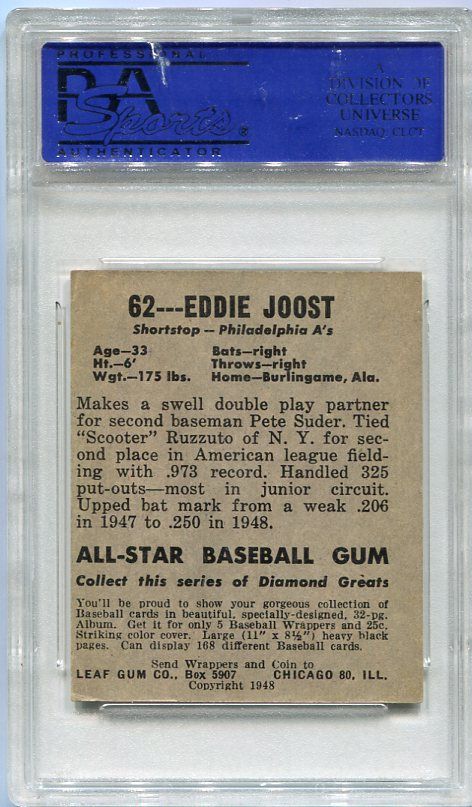 PROFESSIONAL
PSA
Sports®
AUTHENTICATOR
A
DIVISION OF
COLLECTORS
UNIVERSE
NASDAQ: CLCT
62---EDDIE JOOST
Shortstop -- Philadelphia A's
Age—33 Bats—right
Ht.—6' Throws—right
Wgt.—175 lbs. Home—Burlingame, Ala.
Makes a swell double play partner
for second baseman Pete Suder. Tied
"Scooter" Ruzzuto of N. Y. for sec-
ond place in American league field-
ing with .973 record. Handled 325
put-outs—most in junior circuit.
Upped bat mark from a weak .206
in 1947 to .250 in 1948.
ALL-STAR BASEBALL GUM
Collect this series of Diamond Greats
You'll be proud to show your gorgeous collection of
Baseball cards in beautiful, specially-designed, 32-pg.
Album. Get it for only 5 Baseball Wrappers and 25c.
Striking color cover. Large (11" x 8½") heavy black
pages. Can display 168 different Baseball cards.
Send Wrappers and Coin to
LEAF GUM CO., Box 5907 CHICAGO 80, ILL.
Copyright 1948